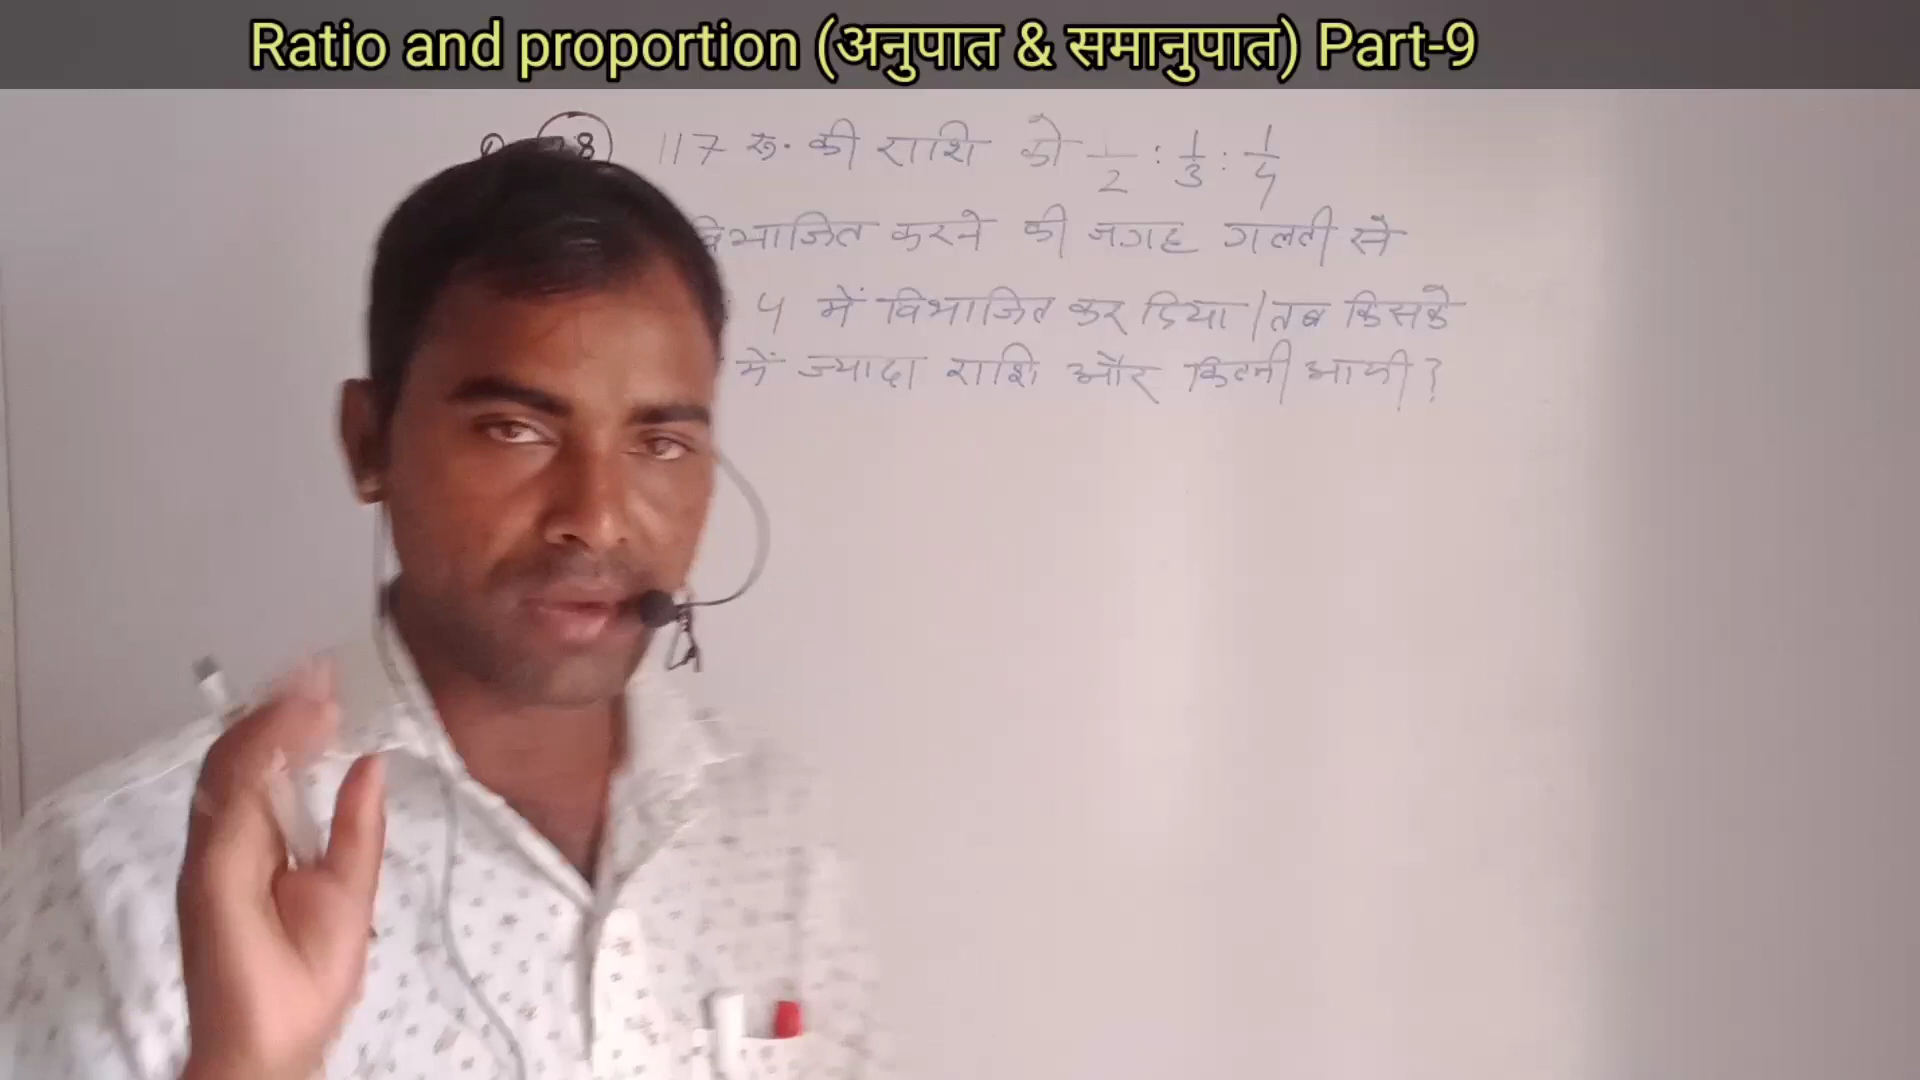 Ratio and proportion (अनुपात & समानुपात) Part-9
117 रु. की राशि को 1/2 : 1/3 : 1/4
विभाजित करने की जगह गलती से
4 में विभाजित कर दिया। तब किसके
में ज्यादा राशि और कितनी आयी ?